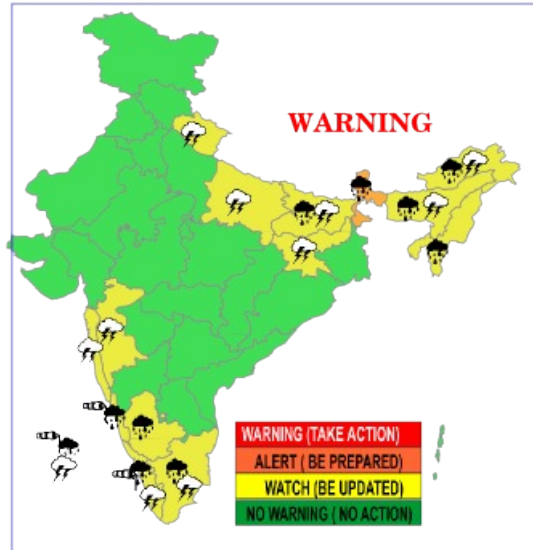 WARNING
WARNING (TAKE ACTION)
ALERT ( BE PREPARED)
WATCH (BE UPDATED)
NO WARNING ( NO ACTION)